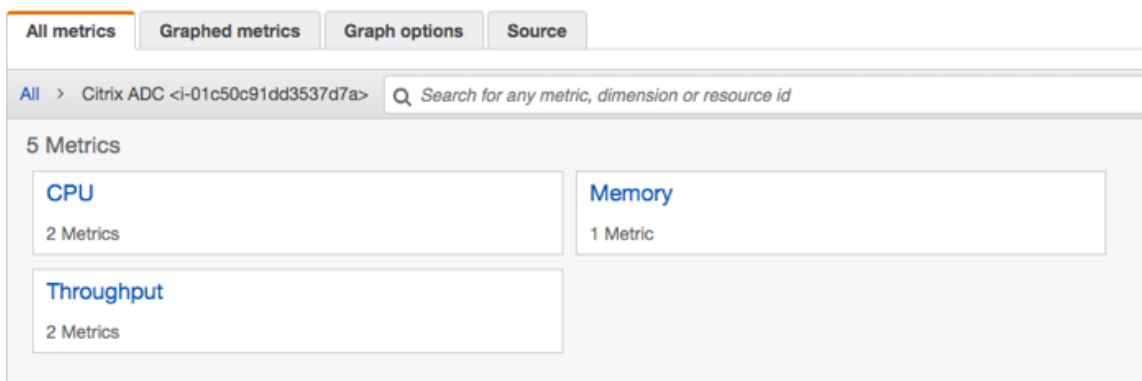 All metrics Graphed metrics Graph options Source
All > Citrix ADC <i-01c50c91dd3537d7a> Search for any metric, dimension or resource id
5 Metrics
CPU
2 Metrics
Memory
1 Metric
Throughput
2 Metrics